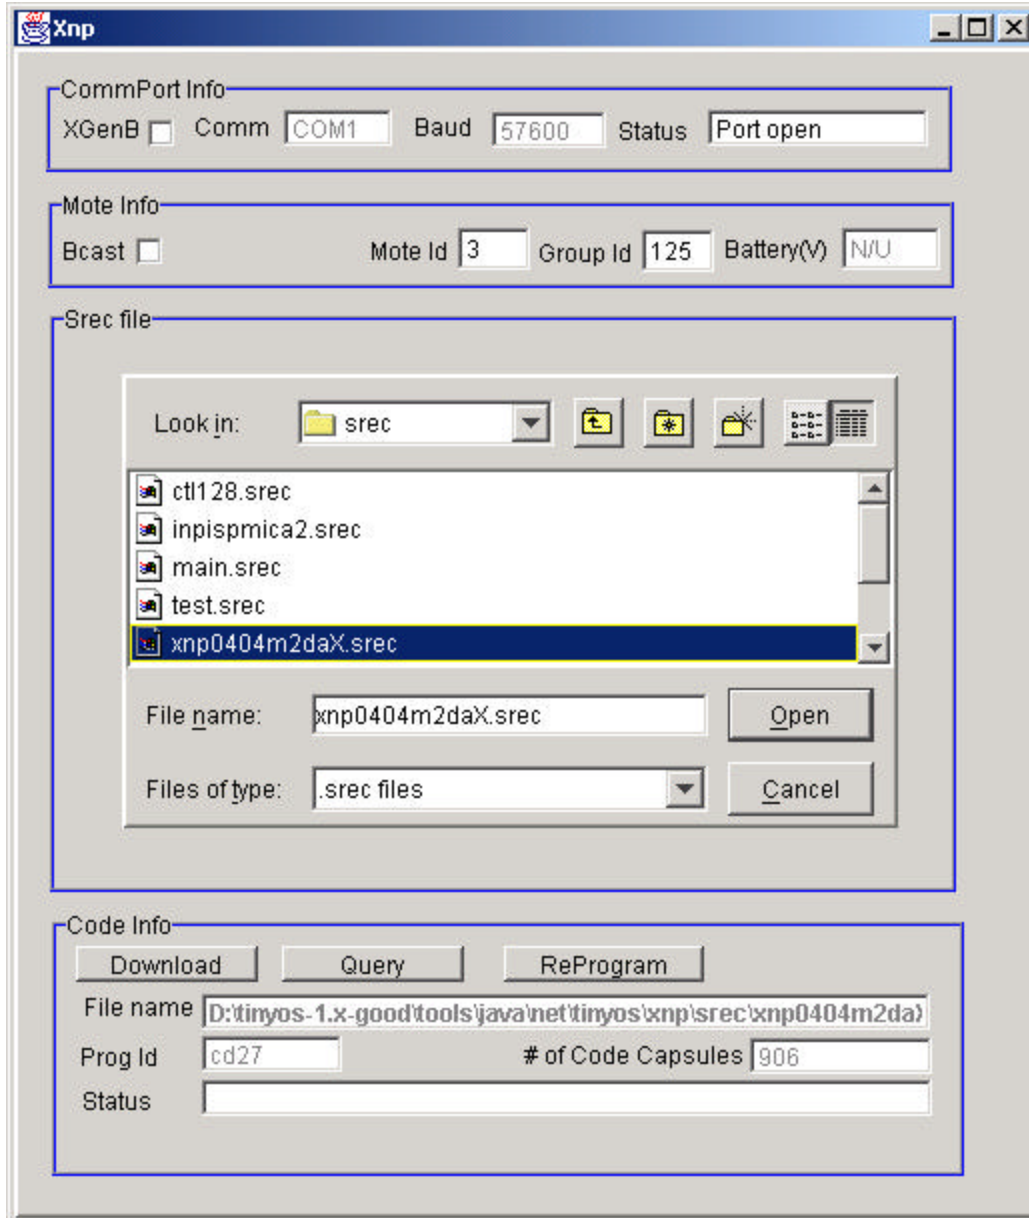 Xnp
CommPort Info
XGenB Comm COM1 Baud 57600 Status Port open
Mote Info
Bcast Mote Id 3 Group Id 125 Battery(V) N/U
Srec file
Look in: srec
ctl128.srec
inpispmica2.srec
main.srec
test.srec
xnp0404m2daX.srec
File name: xnp0404m2daX.srec Open
Files of type: .srec files Cancel
Code Info
Download Query ReProgram
File name D:\tinyos-1.x-good\tools\java\net\tinyos\xnp\srec\xnp0404m2daX
Prog Id cd27 # of Code Capsules 906
Status